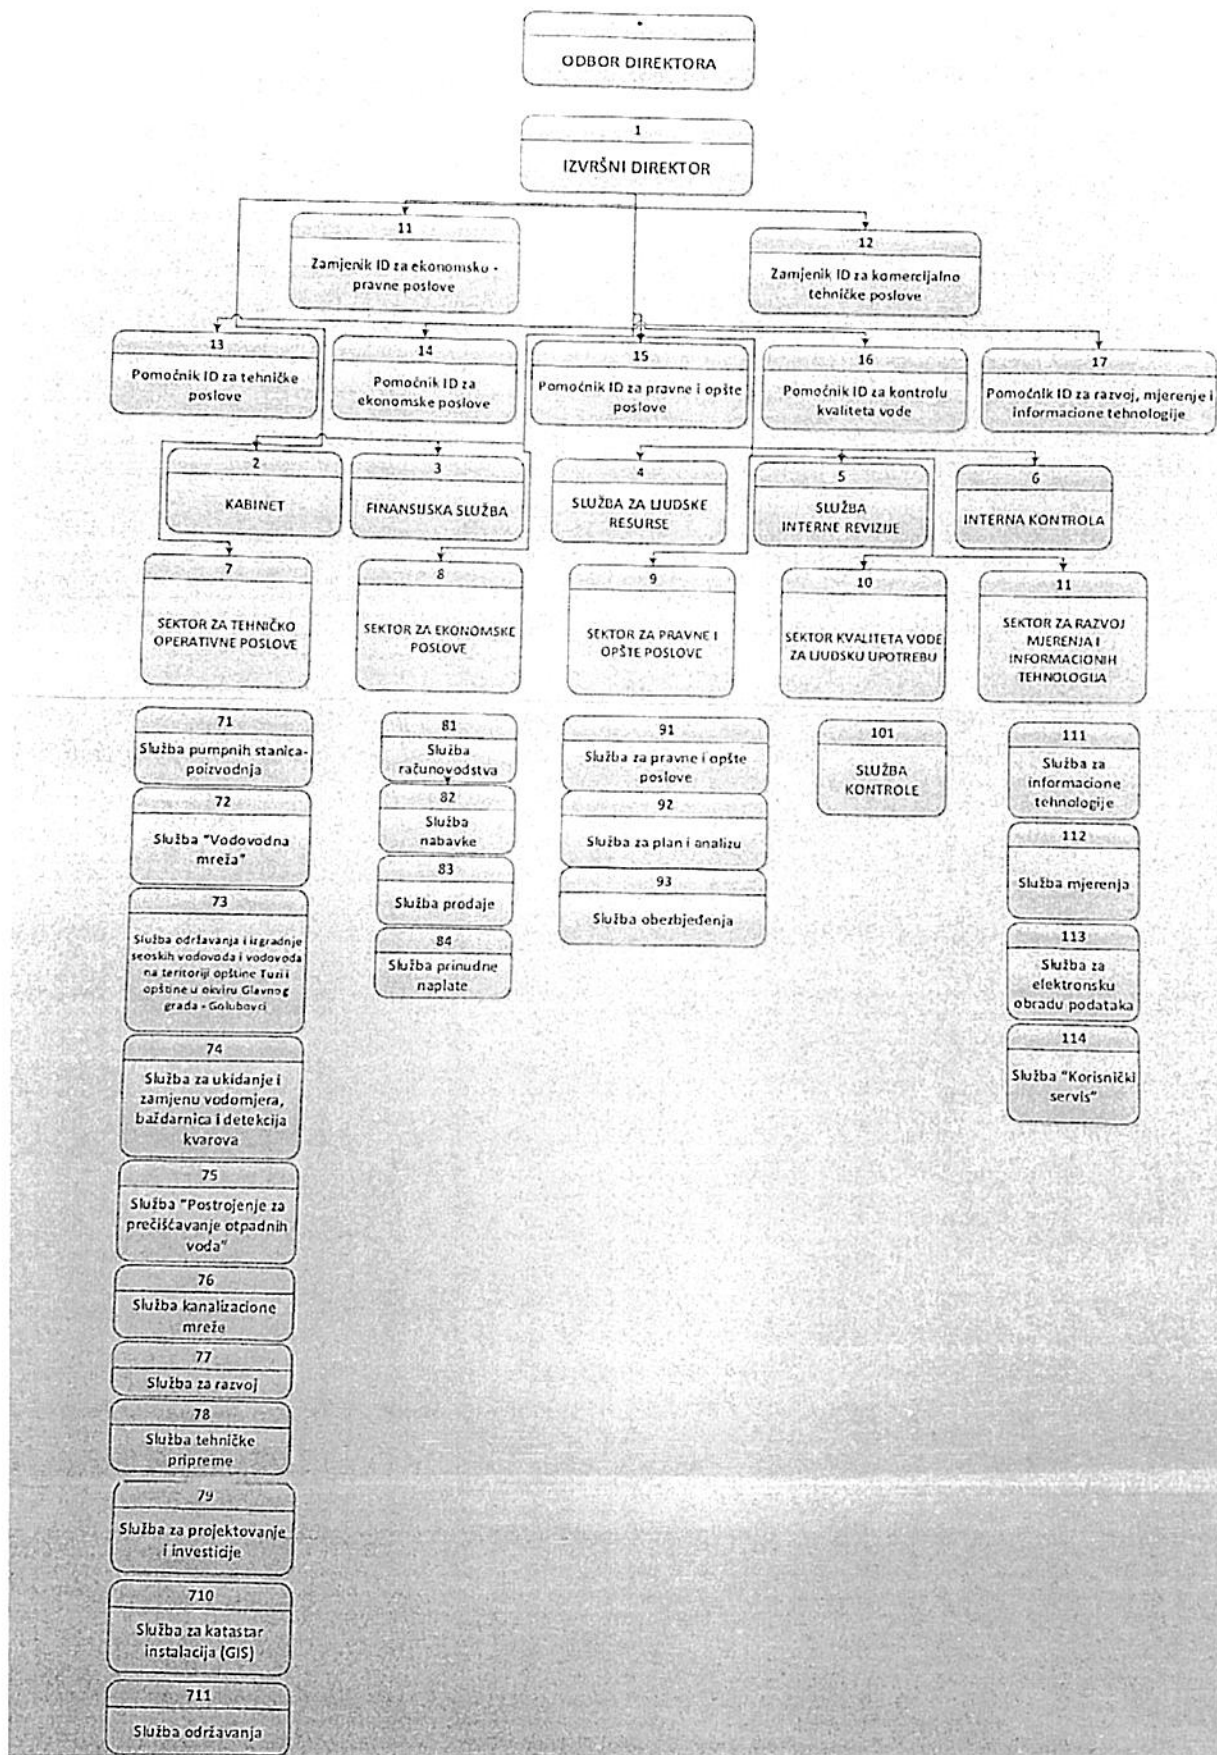 *
ODBOR DIREKTORA
1
IZVRŠNI DIREKTOR
11
Zamjenik ID za ekonomsko -
pravne poslove
12
Zamjenik ID za komercijalno
tehničke poslove
13
Pomoćnik ID za tehničke
poslove
14
Pomoćnik ID za
ekonomske poslove
15
Pomoćnik ID za pravne i opšte
poslove
16
Pomoćnik ID za kontrolu
kvaliteta vode
17
Pomoćnik ID za razvoj, mjerenje i
informacione tehnologije
2
KABINET
3
FINANSIJSKA SLUŽBA
4
SLUŽBA ZA LJUDSKE
RESURSE
5
SLUŽBA
INTERNE REVIZIJE
6
INTERNA KONTROLA
7
SEKTOR ZA TEHNIČKO
OPERATIVNE POSLOVE
8
SEKTOR ZA EKONOMSKE
POSLOVE
9
SEKTOR ZA PRAVNE I
OPŠTE POSLOVE
10
SEKTOR KVALITETA VODE
ZA LJUDSKU UPOTREBU
11
SEKTOR ZA RAZVOJ
MJERENJA I
INFORMACIONIH
TEHNOLOGIJA
71
Služba pumpnih stanica-
poizvodnja
72
Služba "Vodovodna
mreža"
73
Služba održavanja i izgradnje
seoskih vodovoda i vodovoda
na teritoriji opštine Tuzi i
opštine u okviru Glavnog
grada - Golubovci
74
Služba za ukidanje i
zamjenu vodomjera,
baždarnica i detekcija
kvarova
75
Služba "Postrojenje za
prečišćavanje otpadnih
voda"
76
Služba kanalizacione
mreže
77
Služba za razvoj
78
Služba tehničke
pripreme
79
Služba za projektovanje
i investicije
710
Služba za katastar
instalacija (GIS)
711
Služba održavanja
81
Služba
računovodstva
82
Služba
nabavke
83
Služba prodaje
84
Služba prinudne
naplate
91
Služba za pravne i opšte
poslove
92
Služba za plan i analizu
93
Služba obezbjeđenja
101
SLUŽBA
KONTROLE
111
Služba za
informacione
tehnologije
112
Služba mjerenja
113
Služba za
elektronsku
obradu podataka
114
Služba "Korisnički
servis"